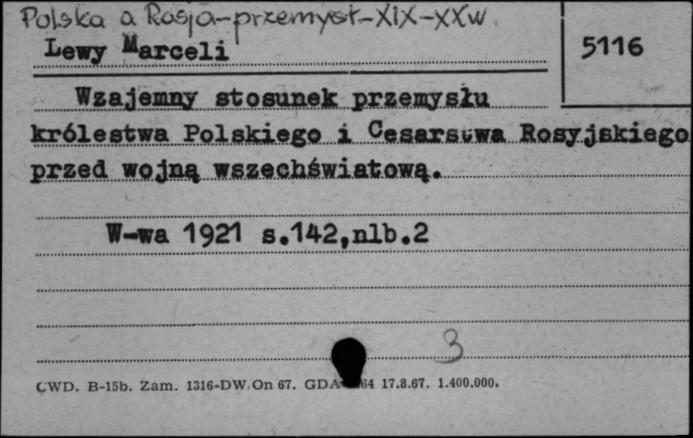 Polska a Rosja-przemysł-XIX-XXw.
Lewy Marceli
5116
Wzajemny stosunek przemysłu
królestwa Polskiego i Cesarstwa Rosyjskiego
przed wojną wszechświatową.
W-wa 1921 s.142,nlb.2
3
CWD. B-15b. Zam. 1316-DW/On 67. GDA 64 17.8.67. 1.400.000.